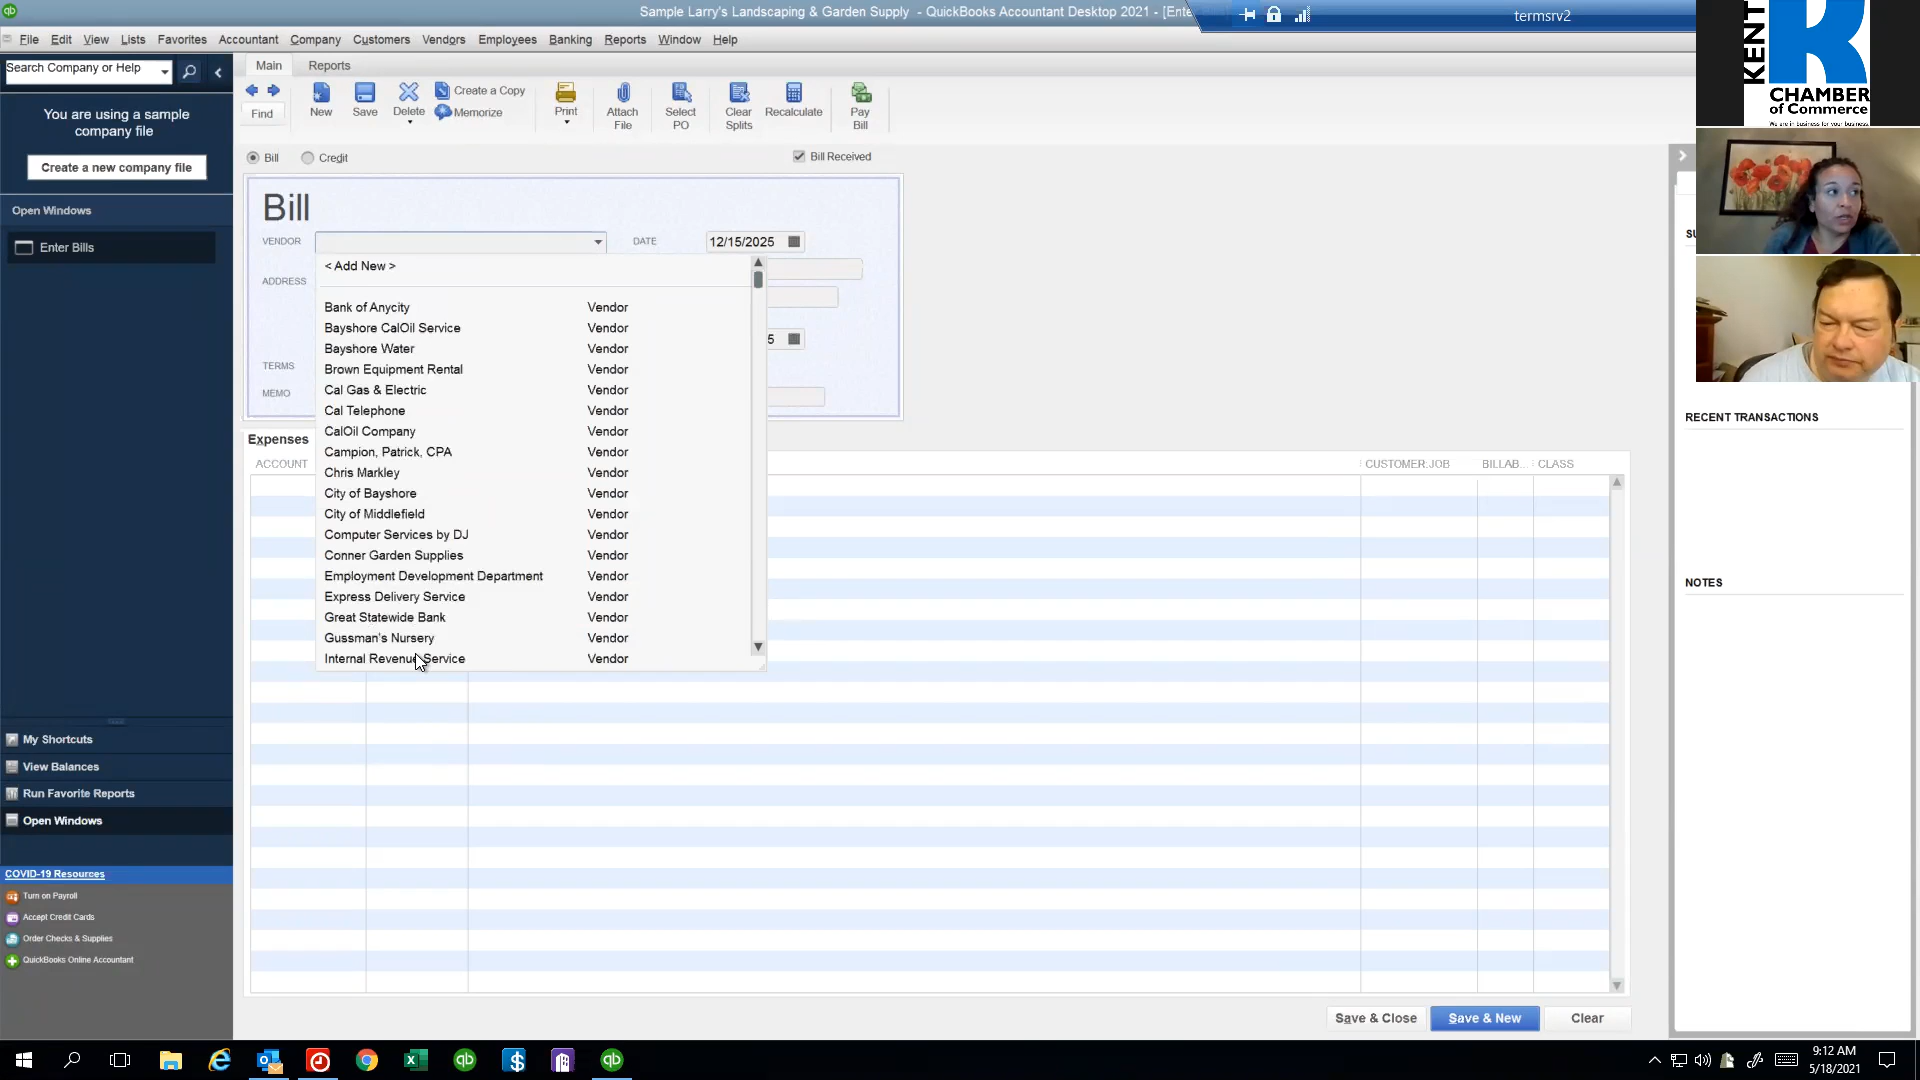 Sample Larry's Landscaping & Garden Supply - QuickBooks Accountant Desktop 2021 - [Ente
termsrv2
File Edit View Lists Favorites Accountant Company Customers Vendors Employees Banking Reports Window Help
Search Company or Help
You are using a sample
company file
Create a new company file
Open Windows
Enter Bills
My Shortcuts
View Balances
Run Favorite Reports
Open Windows
COVID-19 Resources
Turn on Payroll
Accept Credit Cards
Order Checks & Supplies
QuickBooks Online Accountant
Main Reports
Find
New
Save
Delete
Create a Copy
Memorize
Print
Attach
File
Select
PO
Clear
Splits
Recalculate
Pay
Bill
Bill Credit Bill Received
Bill
VENDOR
DATE 12/15/2025
ADDRESS
5
TERMS
MEMO
< Add New >
Bank of Anycity Vendor
Bayshore CalOil Service Vendor
Bayshore Water Vendor
Brown Equipment Rental Vendor
Cal Gas & Electric Vendor
Cal Telephone Vendor
CalOil Company Vendor
Campion, Patrick, CPA Vendor
Chris Markley Vendor
City of Bayshore Vendor
City of Middlefield Vendor
Computer Services by DJ Vendor
Conner Garden Supplies Vendor
Employment Development Department Vendor
Express Delivery Service Vendor
Great Statewide Bank Vendor
Gussman's Nursery Vendor
Internal Revenue Service Vendor
Expenses
ACCOUNT CUSTOMER:JOB BILLAB... CLASS
Save & Close Save & New Clear
KENT
CHAMBER
of Commerce
We are in business for your business.
SU
RECENT TRANSACTIONS
NOTES
9:12 AM
5/18/2021